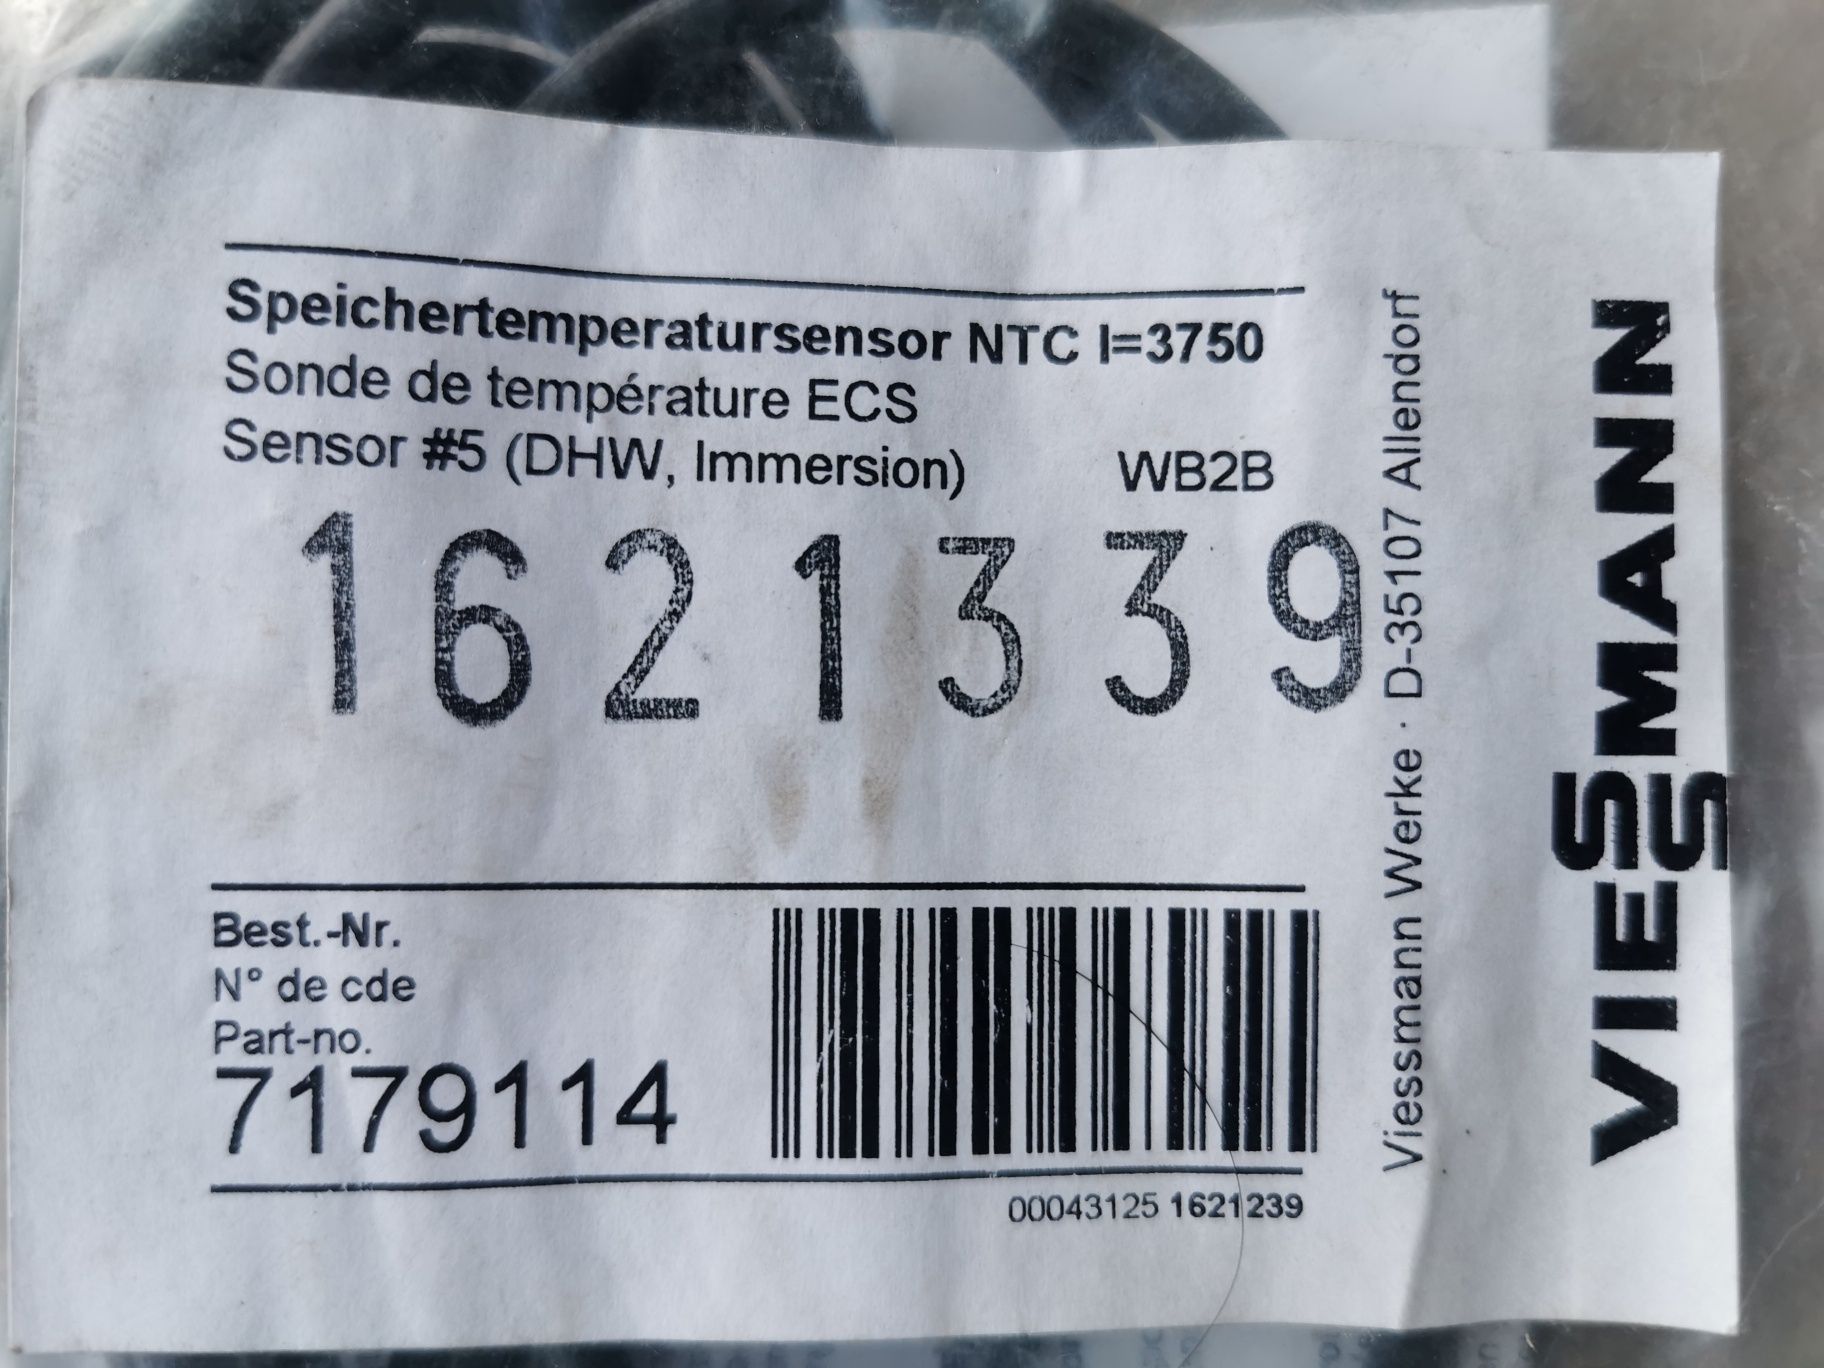 Speichertemperatursensor NTC l=3750
Sonde de température ECS
Sensor #5 (DHW, Immersion) WB2B
1621339
Best.-Nr.
N° de cde
Part-no.
7179114
00043125 1621239
Viessmann Werke · D-35107 Allendorf
VIESSMANN